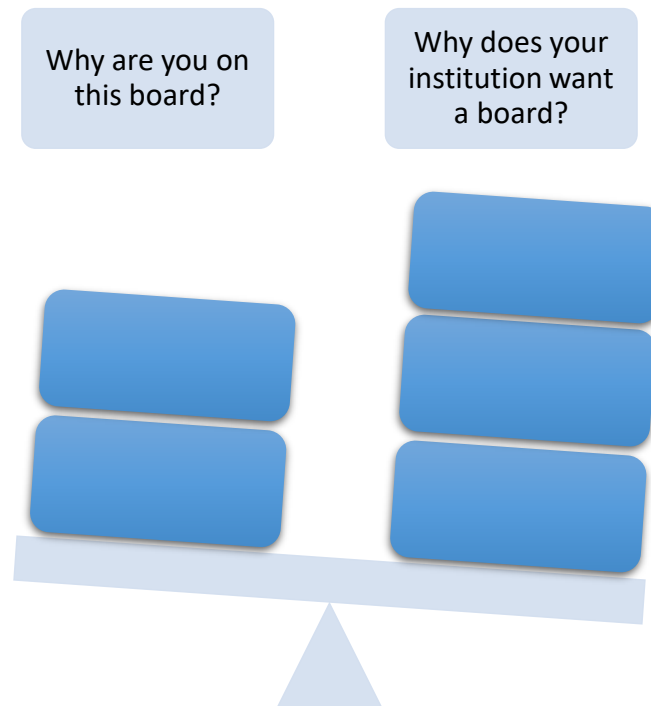 Why are you on
this board?
Why does your
institution want
a board?